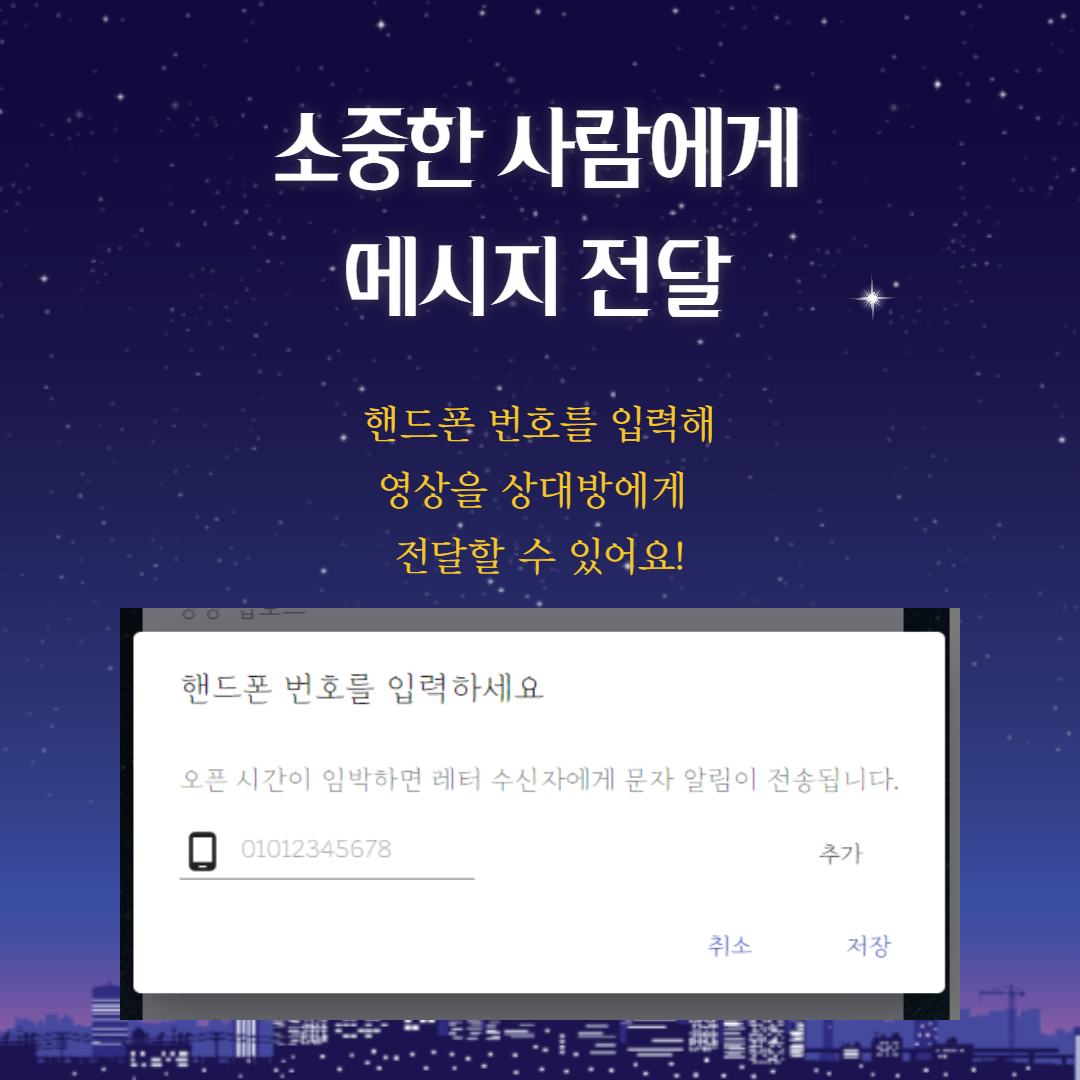 소중한 사람에게
메시지 전달
핸드폰 번호를 입력해
영상을 상대방에게
전달할 수 있어요!
핸드폰 번호를 입력하세요
오픈 시간이 임박하면 레터 수신자에게 문자 알림이 전송됩니다.
01012345678
추가
취소
저장